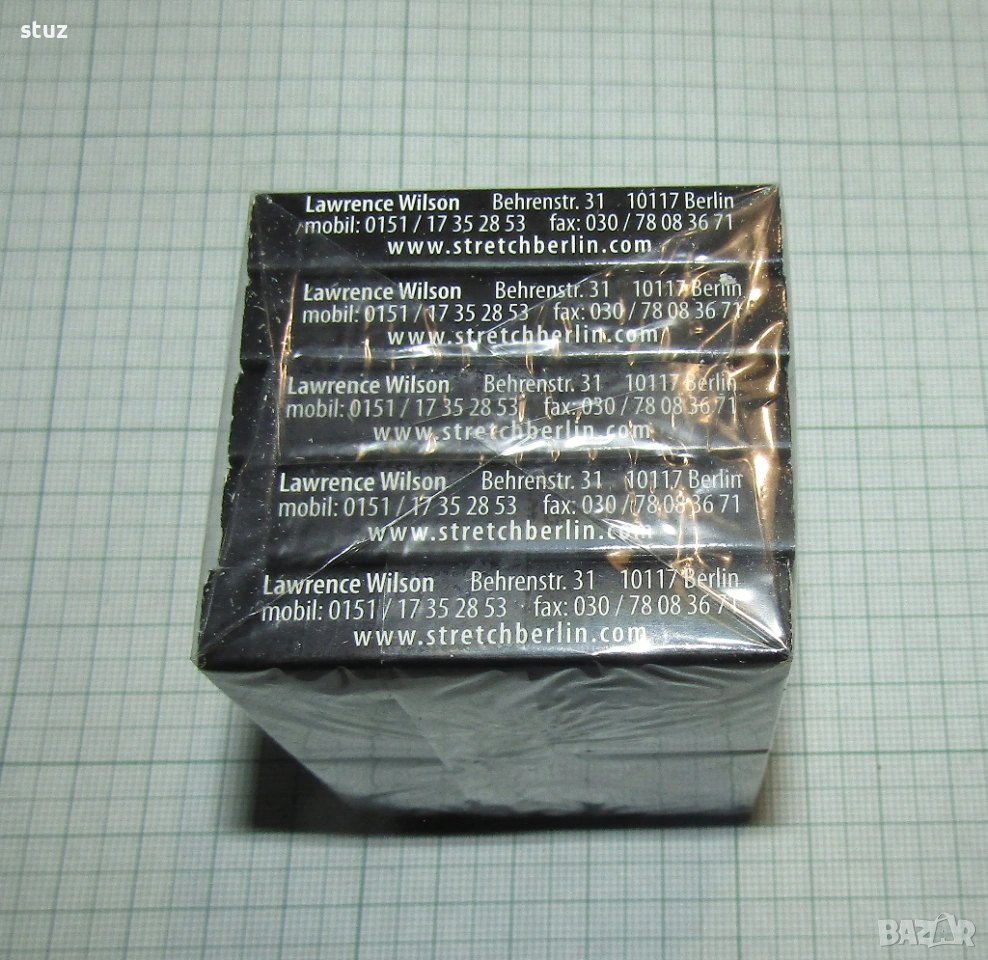 stuz
Lawrence Wilson Behrenstr. 31 10117 Berlin
mobil: 0151 / 17 35 28 53 fax: 030 / 78 08 36 71
www.stretchberlin.com
Lawrence Wilson Behrenstr. 31 10117 Berlin
mobil: 0151 / 17 35 28 53 fax: 030 / 78 08 36 71
www.stretchberlin.com
Lawrence Wilson Behrenstr. 31 10117 Berlin
mobil: 0151 / 17 35 28 53 fax: 030 / 78 08 36 71
www.stretchberlin.com
Lawrence Wilson Behrenstr. 31 10117 Berlin
mobil: 0151 / 17 35 28 53 fax: 030 / 78 08 36 71
www.stretchberlin.com
Lawrence Wilson Behrenstr. 31 10117 Berlin
mobil: 0151 / 17 35 28 53 fax: 030 / 78 08 36 71
www.stretchberlin.com
BAZAR